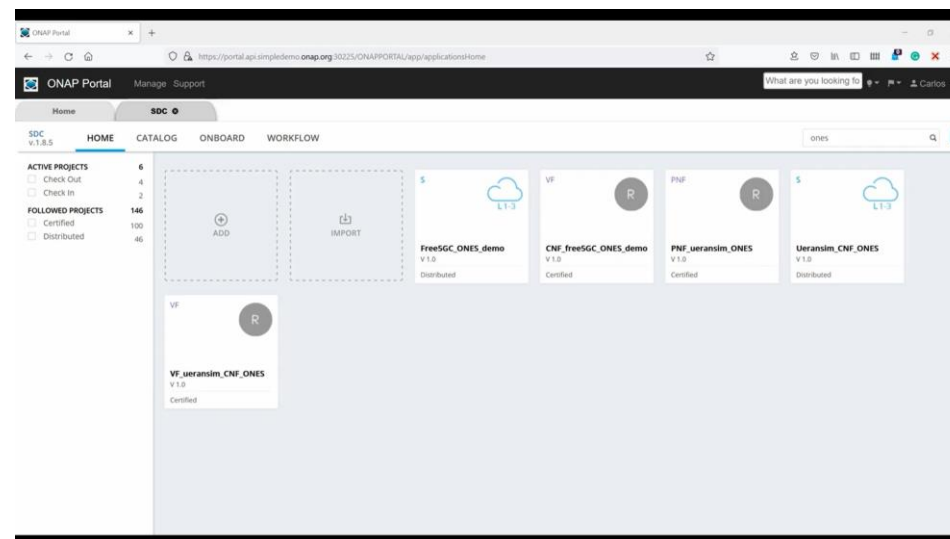 ONAP Portal
https://portal.api.simpledemo.onap.org:30225/ONAPPORTAL/app/applicationsHome
ONAP Portal
Manage
Support
What are you looking fo
Carlos
Home
SDC
SDC
v.1.8.5
HOME
CATALOG
ONBOARD
WORKFLOW
ones
ACTIVE PROJECTS 6
Check Out 4
Check In 2
FOLLOWED PROJECTS 146
Certified 100
Distributed 46
ADD
IMPORT
S
L1-3
Free5GC_ONES_demo
V 1.0
Distributed
VF
R
CNF_free5GC_ONES_demo
V 1.0
Certified
PNF
R
PNF_ueransim_ONES
V 1.0
Certified
S
L1-3
Ueransim_CNF_ONES
V 1.0
Distributed
VF
R
VF_ueransim_CNF_ONES
V 1.0
Certified